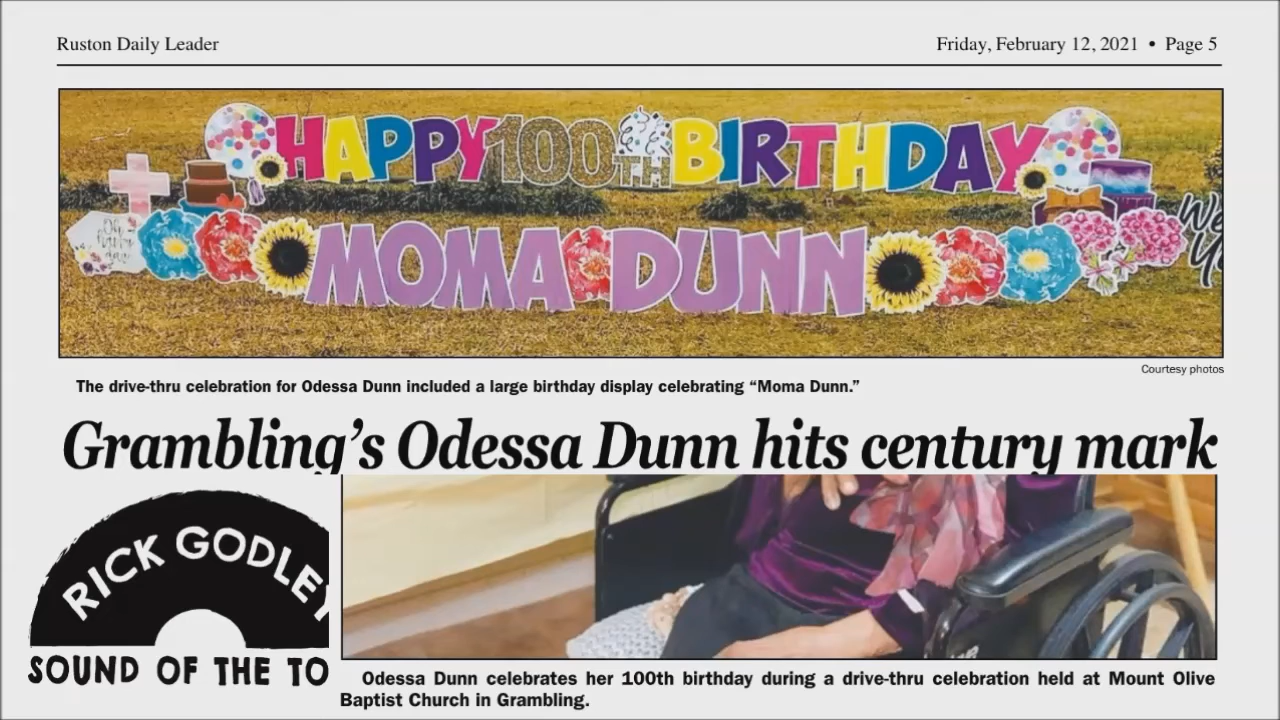 Ruston Daily Leader
Friday, February 12, 2021 • Page 5
HAPPY 100TH BIRTHDAY
MOMA DUNN
Courtesy photos
The drive-thru celebration for Odessa Dunn included a large birthday display celebrating “Moma Dunn.”
Grambling’s Odessa Dunn hits century mark
RICK GODLEY
SOUND OF THE TO
Odessa Dunn celebrates her 100th birthday during a drive-thru celebration held at Mount Olive
Baptist Church in Grambling.